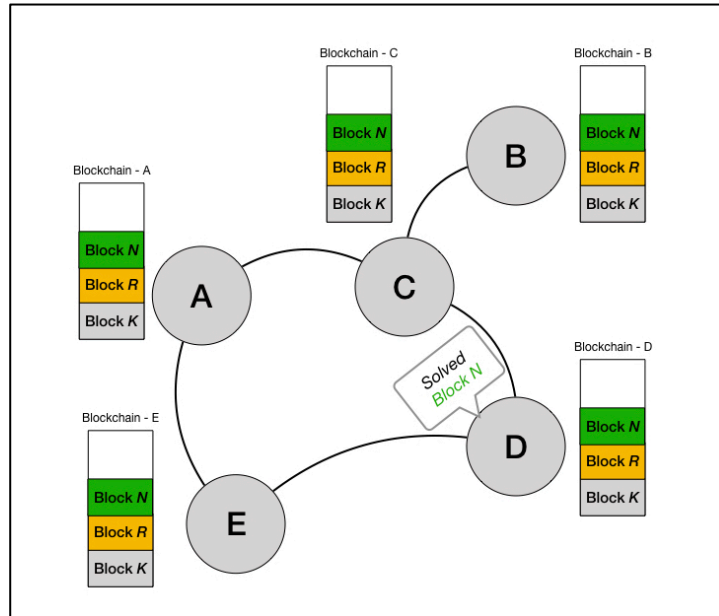 Blockchain - C
Block N
Block R
Block K
Blockchain - B
Block N
Block R
Block K
B
Blockchain - A
Block N
Block R
Block K
A
C
Solved
Block N
Blockchain - D
Block N
Block R
Block K
D
Blockchain - E
Block N
Block R
Block K
E